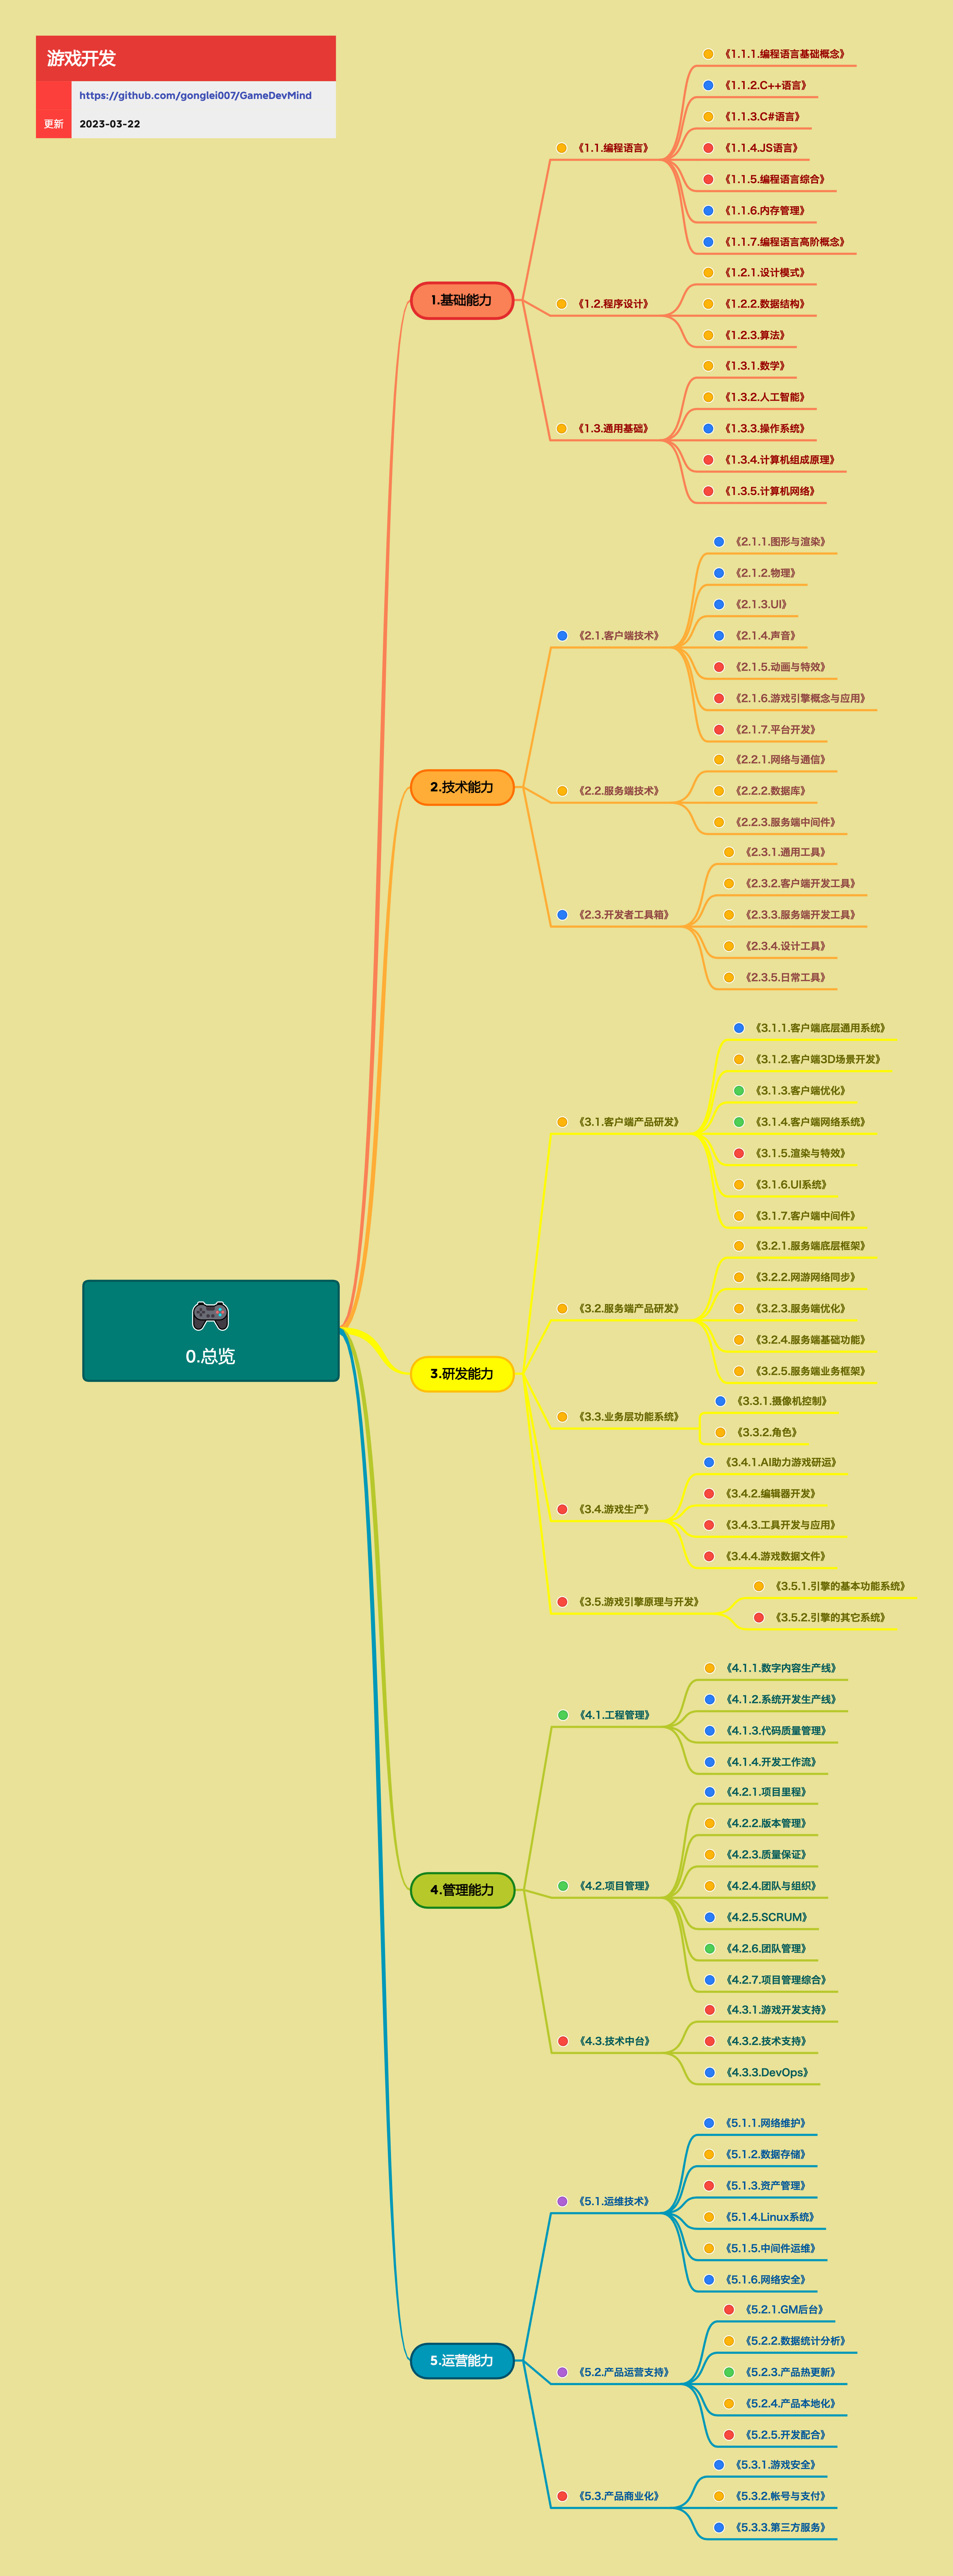 游戏开发
https://github.com/gonglei007/GameDevMind
更新 2023-03-22
0.总览
1.基础能力
《1.1.编程语言》
《1.1.1.编程语言基础概念》
《1.1.2.C++语言》
《1.1.3.C#语言》
《1.1.4.JS语言》
《1.1.5.编程语言综合》
《1.1.6.内存管理》
《1.1.7.编程语言高阶概念》
《1.2.程序设计》
《1.2.1.设计模式》
《1.2.2.数据结构》
《1.2.3.算法》
《1.3.通用基础》
《1.3.1.数学》
《1.3.2.人工智能》
《1.3.3.操作系统》
《1.3.4.计算机组成原理》
《1.3.5.计算机网络》
2.技术能力
《2.1.客户端技术》
《2.1.1.图形与渲染》
《2.1.2.物理》
《2.1.3.UI》
《2.1.4.声音》
《2.1.5.动画与特效》
《2.1.6.游戏引擎概念与应用》
《2.1.7.平台开发》
《2.2.服务端技术》
《2.2.1.网络与通信》
《2.2.2.数据库》
《2.2.3.服务端中间件》
《2.3.开发者工具箱》
《2.3.1.通用工具》
《2.3.2.客户端开发工具》
《2.3.3.服务端开发工具》
《2.3.4.设计工具》
《2.3.5.日常工具》
3.研发能力
《3.1.客户端产品研发》
《3.1.1.客户端底层通用系统》
《3.1.2.客户端3D场景开发》
《3.1.3.客户端优化》
《3.1.4.客户端网络系统》
《3.1.5.渲染与特效》
《3.1.6.UI系统》
《3.1.7.客户端中间件》
《3.2.服务端产品研发》
《3.2.1.服务端底层框架》
《3.2.2.网游网络同步》
《3.2.3.服务端优化》
《3.2.4.服务端基础功能》
《3.2.5.服务端业务框架》
《3.3.业务层功能系统》
《3.3.1.摄像机控制》
《3.3.2.角色》
《3.4.游戏生产》
《3.4.1.AI助力游戏研运》
《3.4.2.编辑器开发》
《3.4.3.工具开发与应用》
《3.4.4.游戏数据文件》
《3.5.游戏引擎原理与开发》
《3.5.1.引擎的基本功能系统》
《3.5.2.引擎的其它系统》
4.管理能力
《4.1.工程管理》
《4.1.1.数字内容生产线》
《4.1.2.系统开发生产线》
《4.1.3.代码质量管理》
《4.1.4.开发工作流》
《4.2.项目管理》
《4.2.1.项目里程》
《4.2.2.版本管理》
《4.2.3.质量保证》
《4.2.4.团队与组织》
《4.2.5.SCRUM》
《4.2.6.团队管理》
《4.2.7.项目管理综合》
《4.3.技术中台》
《4.3.1.游戏开发支持》
《4.3.2.技术支持》
《4.3.3.DevOps》
5.运营能力
《5.1.运维技术》
《5.1.1.网络维护》
《5.1.2.数据存储》
《5.1.3.资产管理》
《5.1.4.Linux系统》
《5.1.5.中间件运维》
《5.1.6.网络安全》
《5.2.产品运营支持》
《5.2.1.GM后台》
《5.2.2.数据统计分析》
《5.2.3.产品热更新》
《5.2.4.产品本地化》
《5.2.5.开发配合》
《5.3.产品商业化》
《5.3.1.游戏安全》
《5.3.2.帐号与支付》
《5.3.3.第三方服务》